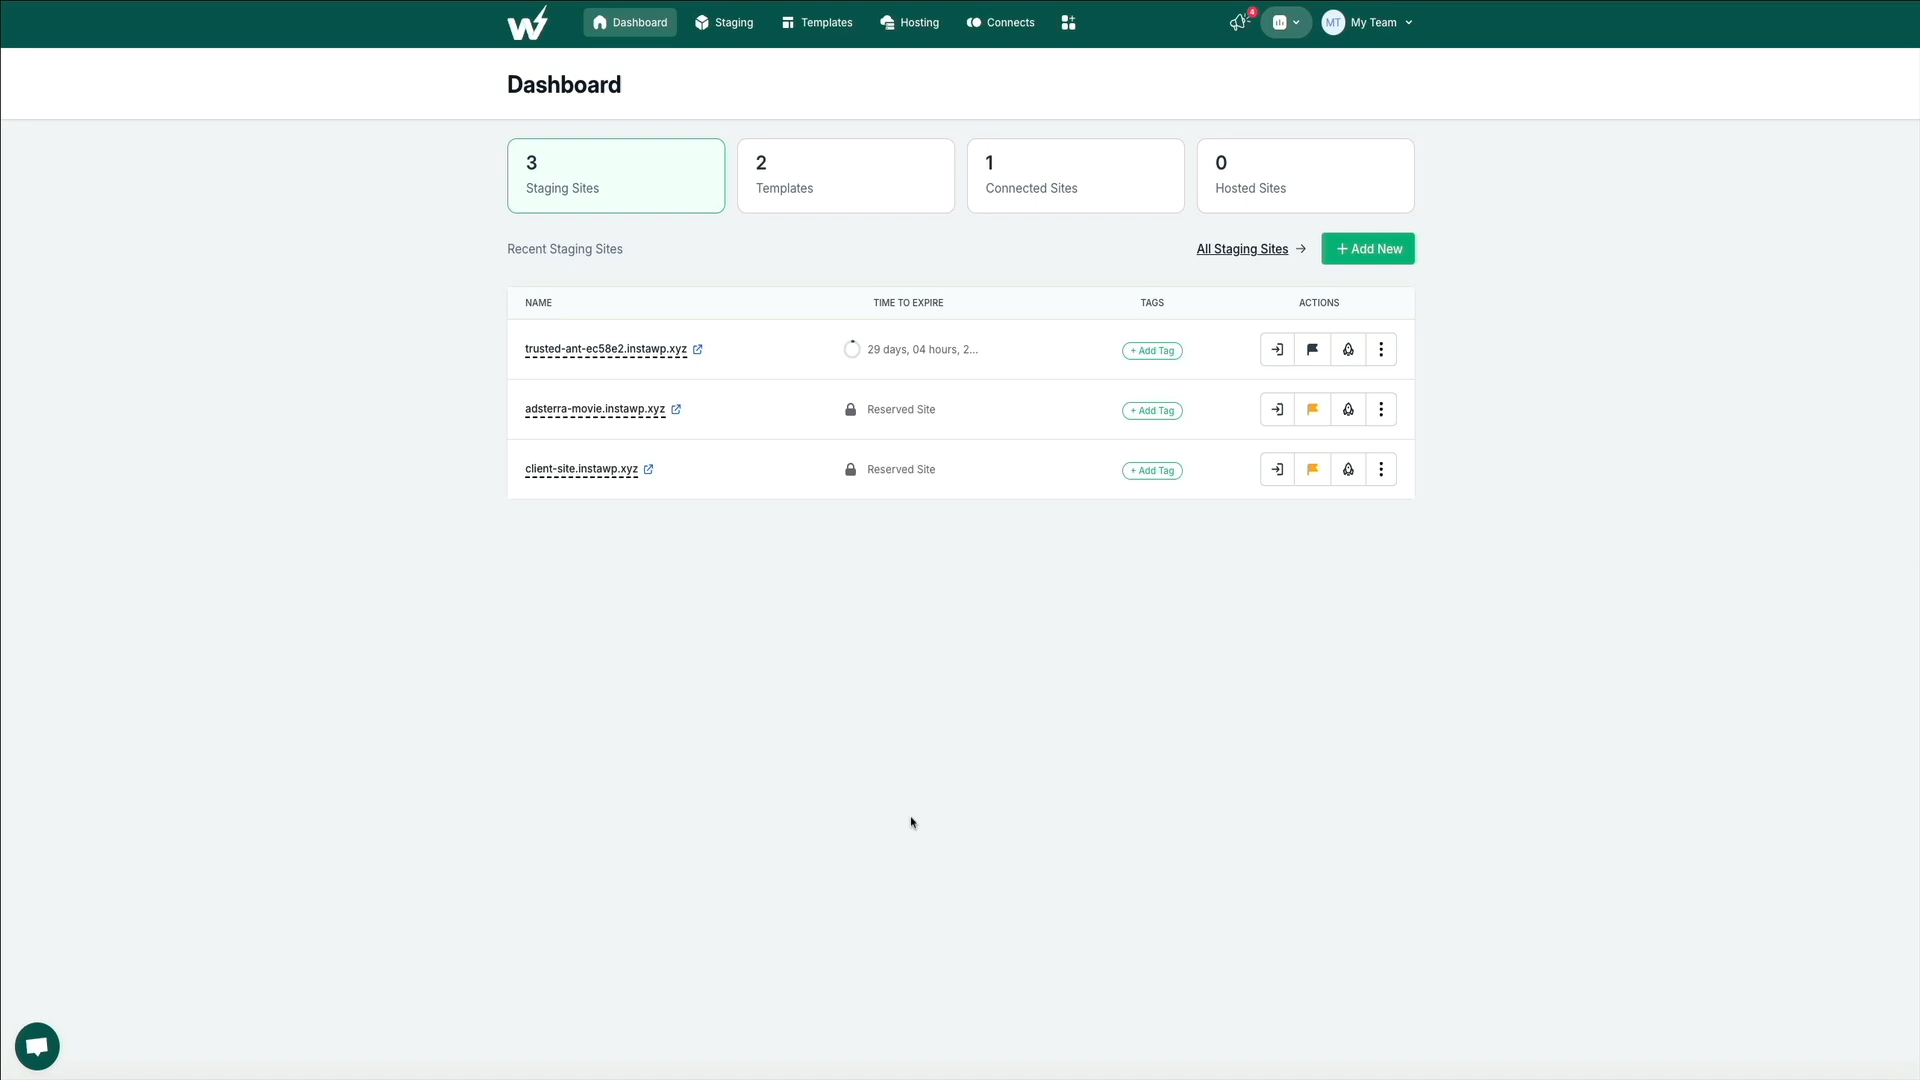 W Dashboard Staging Templates Hosting Connects 4 MT My Team
Dashboard
3 2 1 0
Staging Sites Templates Connected Sites Hosted Sites
Recent Staging Sites All Staging Sites → + Add New
NAME TIME TO EXPIRE TAGS ACTIONS
trusted-ant-ec58e2.instawp.xyz 29 days, 04 hours, 2... + Add Tag
adsterra-movie.instawp.xyz Reserved Site + Add Tag
client-site.instawp.xyz Reserved Site + Add Tag